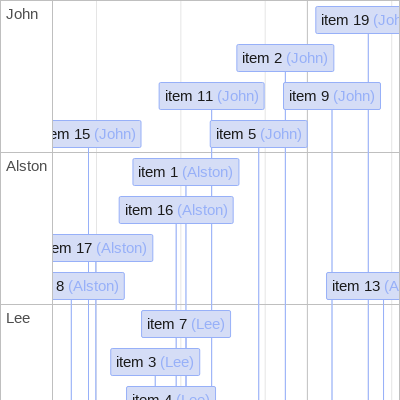 John
item 19 (Joh
item 2 (John)
item 11 (John)
item 9 (John)
em 15 (John)
item 5 (John)
Alston
item 1 (Alston)
item 16 (Alston)
em 17 (Alston)
8 (Alston)
item 13 (A
Lee
item 7 (Lee)
item 3 (Lee)
item 4 (Lee)